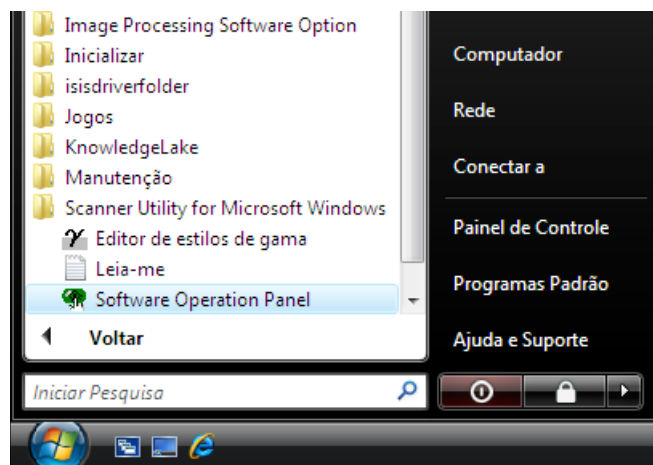 Image Processing Software Option
Inicializar
isisdriverfolder
Jogos
KnowledgeLake
Manutenção
Scanner Utility for Microsoft Windows
Editor de estilos de gama
Leia-me
Software Operation Panel
Voltar
Iniciar Pesquisa
Computador
Rede
Conectar a
Painel de Controle
Programas Padrão
Ajuda e Suporte